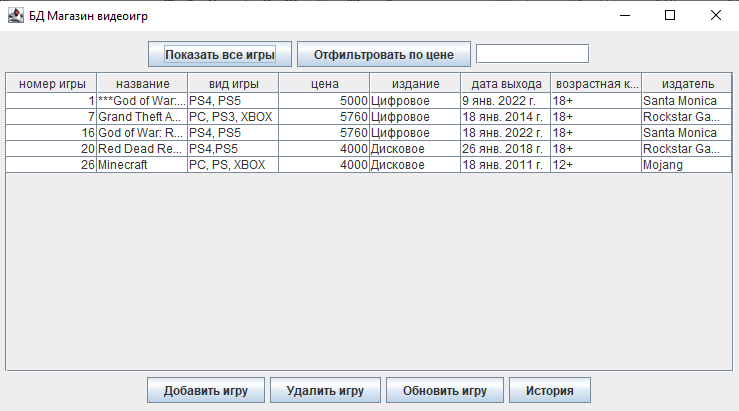 БД Магазин видеоигр
Показать все игры Отфильтровать по цене
номер игры название вид игры цена издание дата выхода возрастная к... издатель
1 ***God of War:... PS4, PS5 5000 Цифровое 9 янв. 2022 г. 18+ Santa Monica
7 Grand Theft A... PC, PS3, XBOX 5760 Цифровое 18 янв. 2014 г. 18+ Rockstar Ga...
16 God of War: R... PS4, PS5 5760 Цифровое 18 янв. 2022 г. 18+ Santa Monica
20 Red Dead Re... PS4,PS5 4000 Дисковое 26 янв. 2018 г. 18+ Rockstar Ga...
26 Minecraft PC, PS, XBOX 4000 Дисковое 18 янв. 2011 г. 12+ Mojang
Добавить игру Удалить игру Обновить игру История